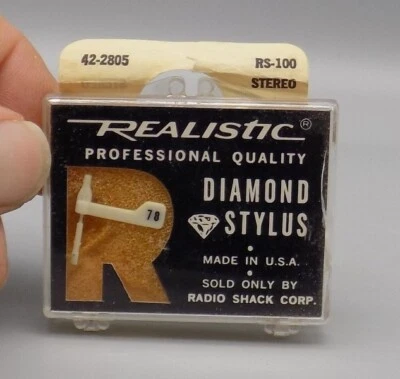 42-2805 RS-100
STEREO
REALISTIC ®
PROFESSIONAL QUALITY
R
DIAMOND
STYLUS
78
• MADE IN U.S.A. •
• SOLD ONLY BY •
RADIO SHACK CORP.